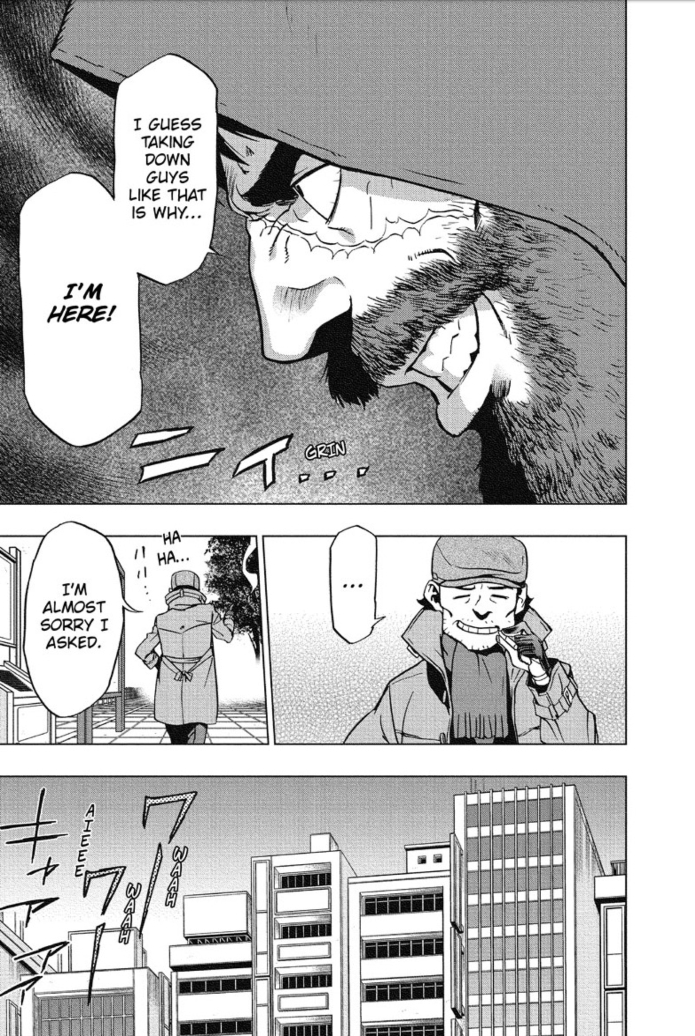 I GUESS
TAKING
DOWN
GUYS
LIKE THAT
IS WHY...
I'M
HERE!
ニィ...
GRIN
...
HA
HA...
I'M
ALMOST
SORRY I
ASKED.
ワー
WAAH
ワー
WAAH
キャー
AIEEE